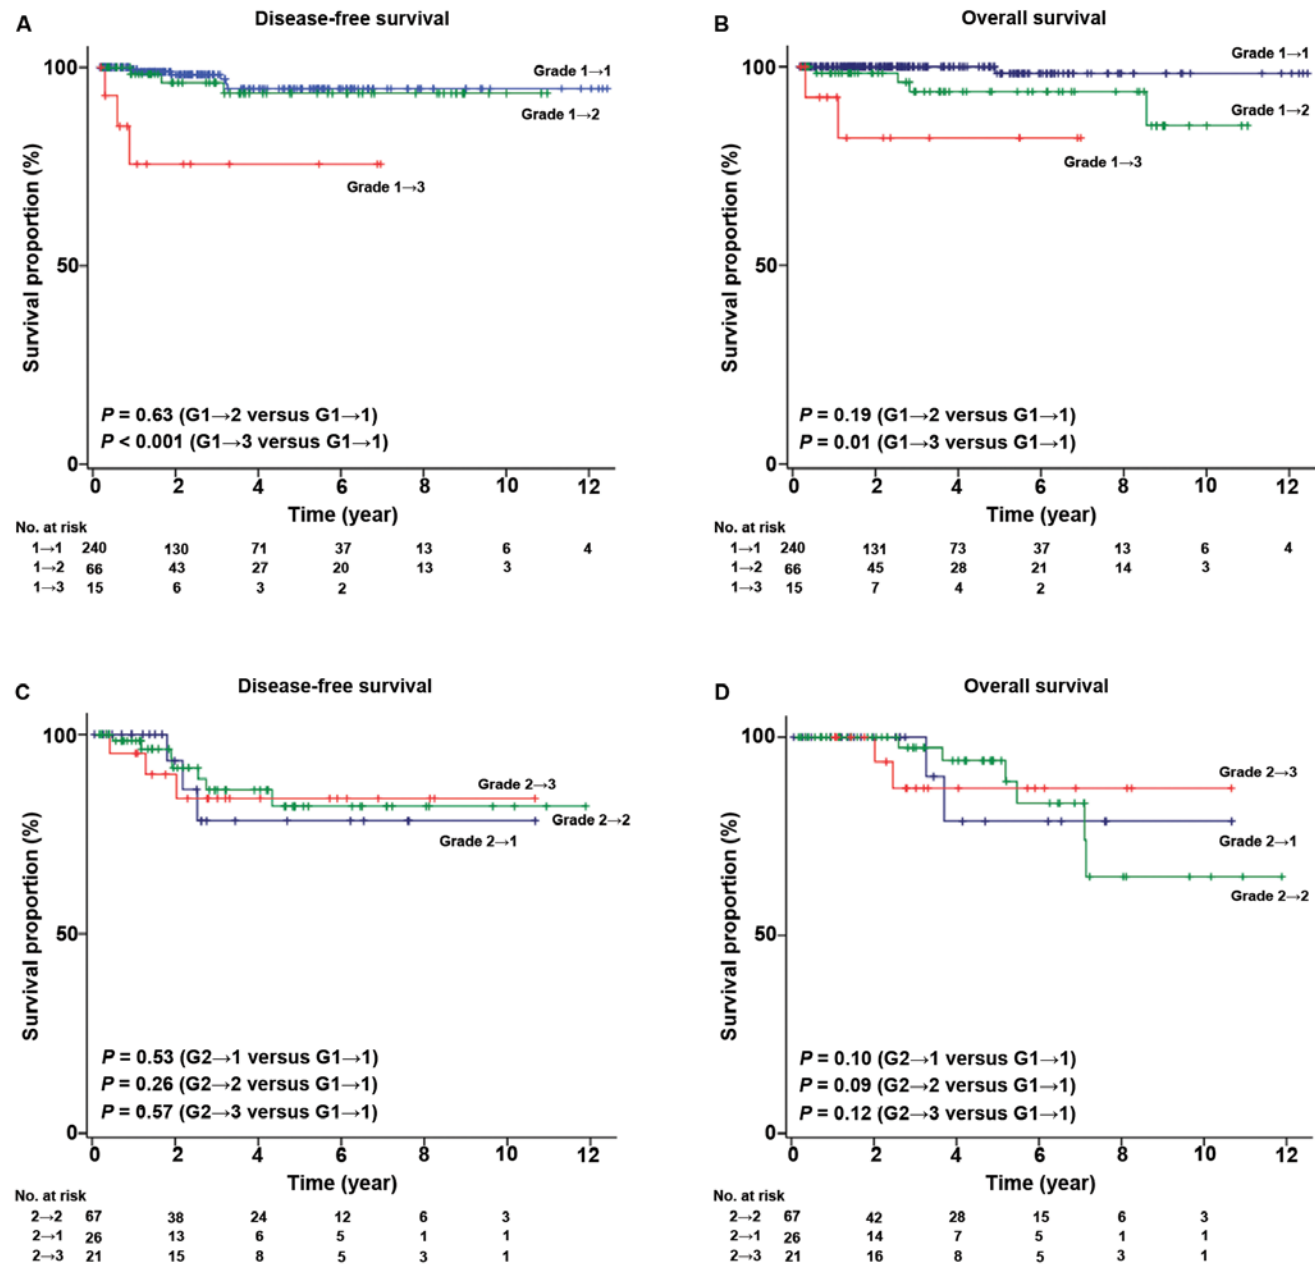 A
Disease-free survival
Survival proportion (%)
100
50
0
Grade 1→1
Grade 1→2
Grade 1→3
P = 0.63 (G1→2 versus G1→1)
P < 0.001 (G1→3 versus G1→1)
0 2 4 6 8 10 12
Time (year)
No. at risk
1→1 240 130 71 37 13 6 4
1→2 66 43 27 20 13 3
1→3 15 6 3 2
B
Overall survival
Survival proportion (%)
100
50
0
Grade 1→1
Grade 1→2
Grade 1→3
P = 0.19 (G1→2 versus G1→1)
P = 0.01 (G1→3 versus G1→1)
0 2 4 6 8 10 12
Time (year)
No. at risk
1→1 240 131 73 37 13 6 4
1→2 66 45 28 21 14 3
1→3 15 7 4 2
C
Disease-free survival
Survival proportion (%)
100
50
0
Grade 2→3
Grade 2→2
Grade 2→1
P = 0.53 (G2→1 versus G1→1)
P = 0.26 (G2→2 versus G1→1)
P = 0.57 (G2→3 versus G1→1)
0 2 4 6 8 10 12
Time (year)
No. at risk
2→2 67 38 24 12 6 3
2→1 26 13 6 5 1 1
2→3 21 15 8 5 3 1
D
Overall survival
Survival proportion (%)
100
50
0
Grade 2→3
Grade 2→1
Grade 2→2
P = 0.10 (G2→1 versus G1→1)
P = 0.09 (G2→2 versus G1→1)
P = 0.12 (G2→3 versus G1→1)
0 2 4 6 8 10 12
Time (year)
No. at risk
2→2 67 42 28 15 6 3
2→1 26 14 7 5 1 1
2→3 21 16 8 5 3 1